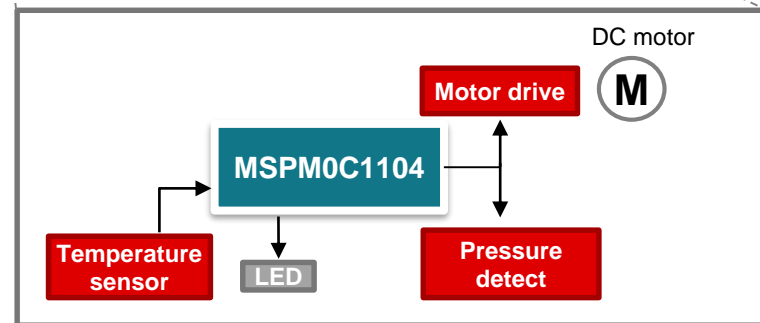 DC motor
Motor drive
M
MSPM0C1104
Temperature
sensor
LED
Pressure
detect